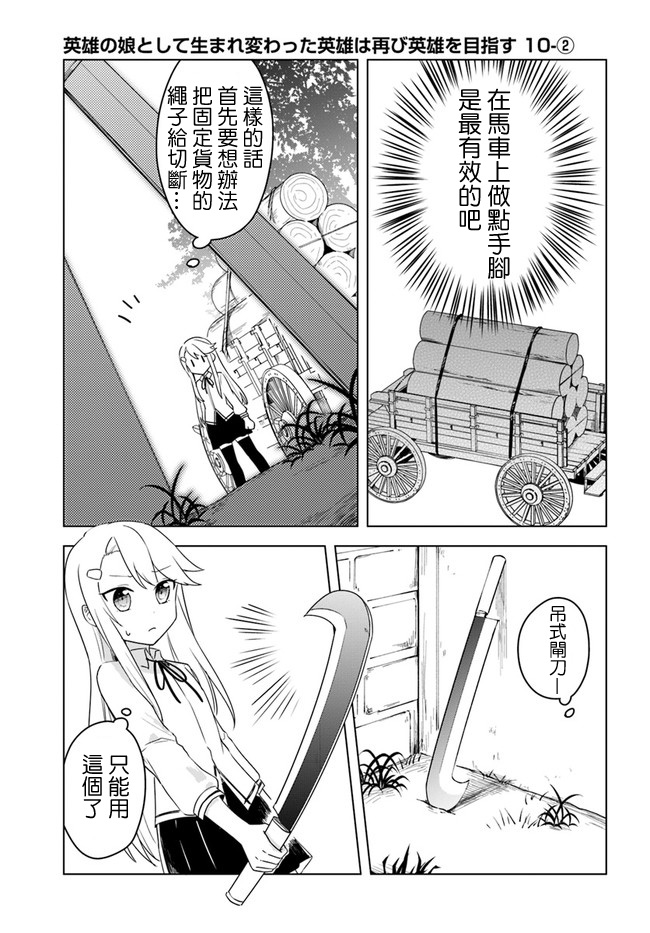 英雄の娘として生まれ変わった英雄は再び英雄を目指す 10-②
在馬車上做點手腳
是最有效的吧
這樣的話
首先要想辦法
把固定貨物的
繩子給切斷…
吊式閘刀—
只能用
這個了